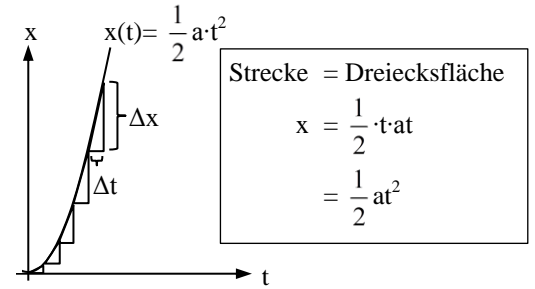 x(t)= 1/2 a·t²
x
Strecke = Dreiecksfläche
x = 1/2 ·t·at
= 1/2 at²
Δx
Δt
t